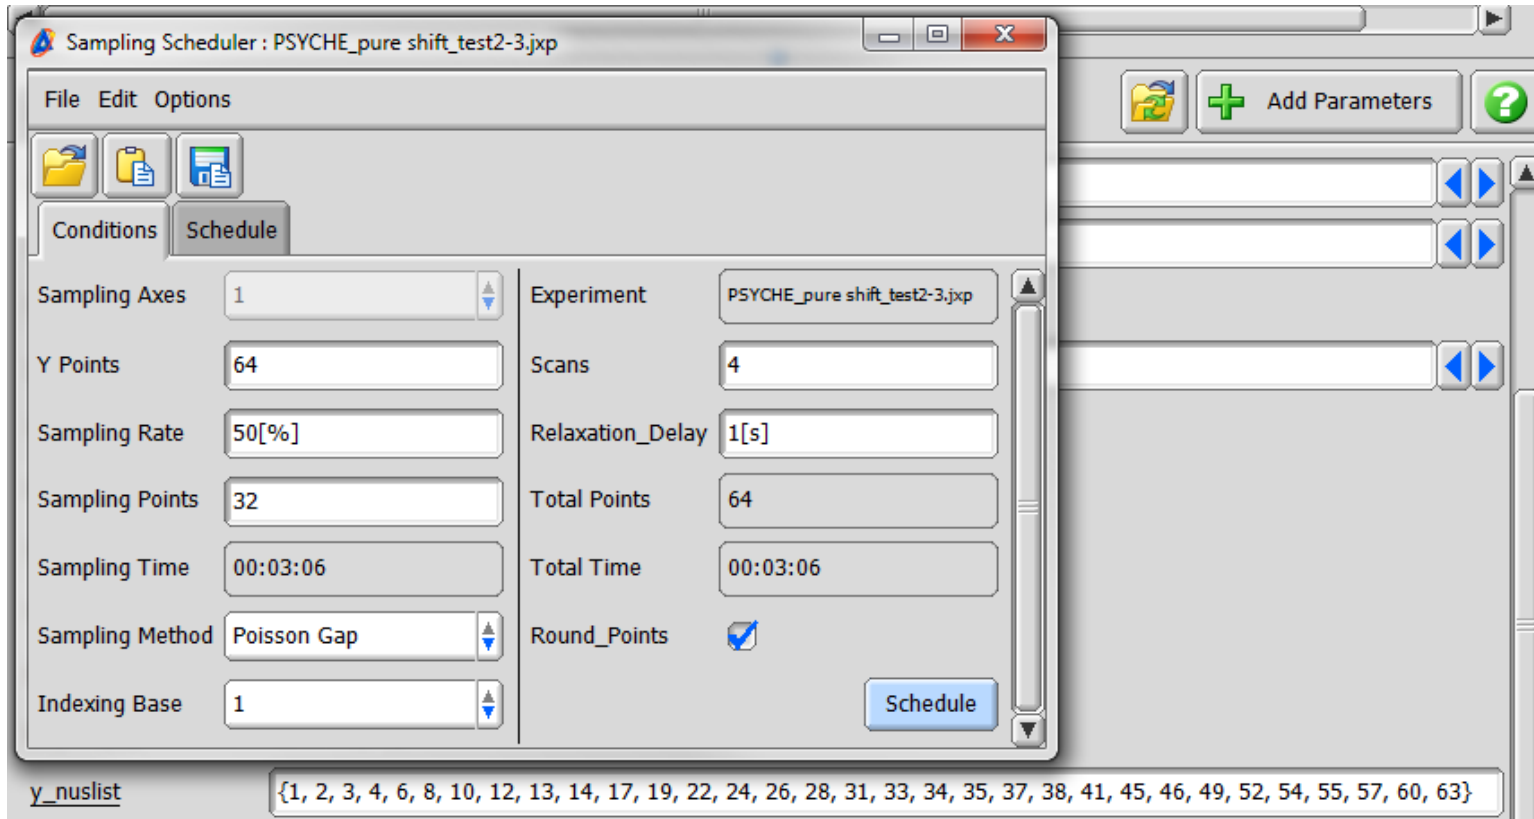 Sampling Scheduler : PSYCHE_pure shift_test2-3.jxp
File Edit Options
Add Parameters
Conditions Schedule
Sampling Axes 1 Experiment PSYCHE_pure shift_test2-3.jxp
Y Points 64 Scans 4
Sampling Rate 50[%] Relaxation_Delay 1[s]
Sampling Points 32 Total Points 64
Sampling Time 00:03:06 Total Time 00:03:06
Sampling Method Poisson Gap Round_Points
Indexing Base 1 Schedule
y_nuslist {1, 2, 3, 4, 6, 8, 10, 12, 13, 14, 17, 19, 22, 24, 26, 28, 31, 33, 34, 35, 37, 38, 41, 45, 46, 49, 52, 54, 55, 57, 60, 63}